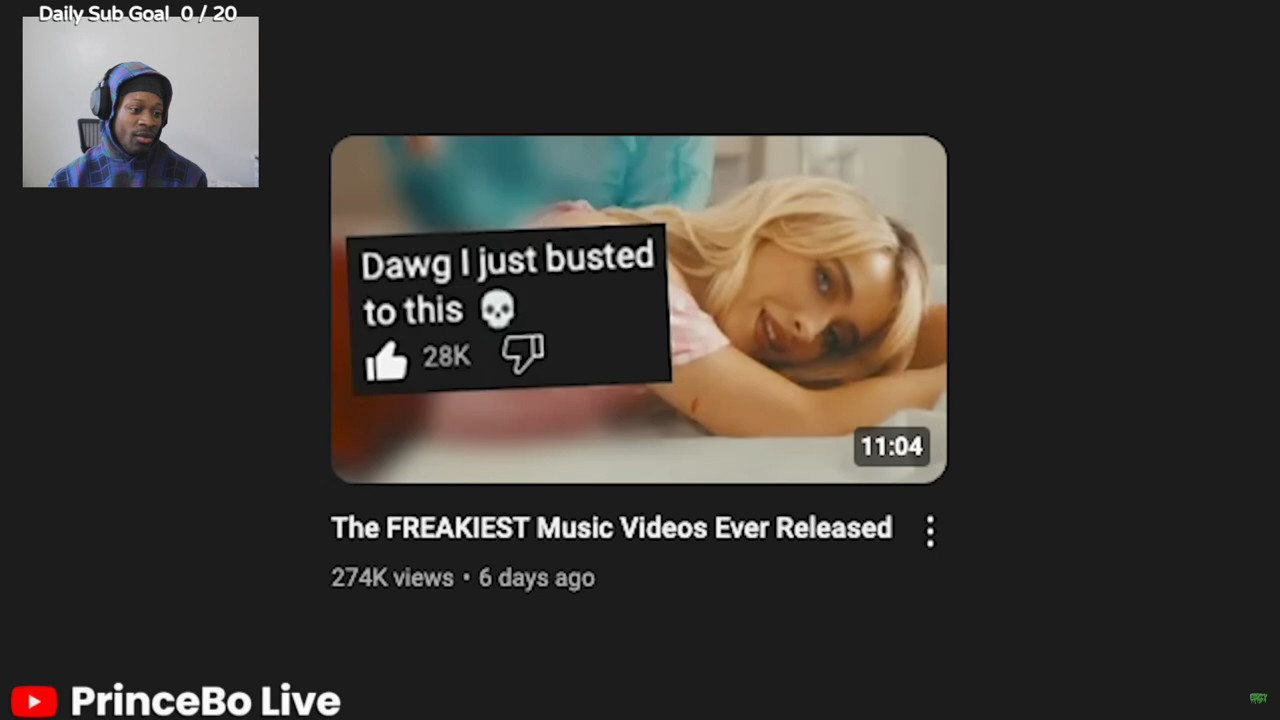 Daily Sub Goal 0 / 20
Dawg I just busted
to this 💀
28K
11:04
The FREAKIEST Music Videos Ever Released
274K views • 6 days ago
PrinceBo Live